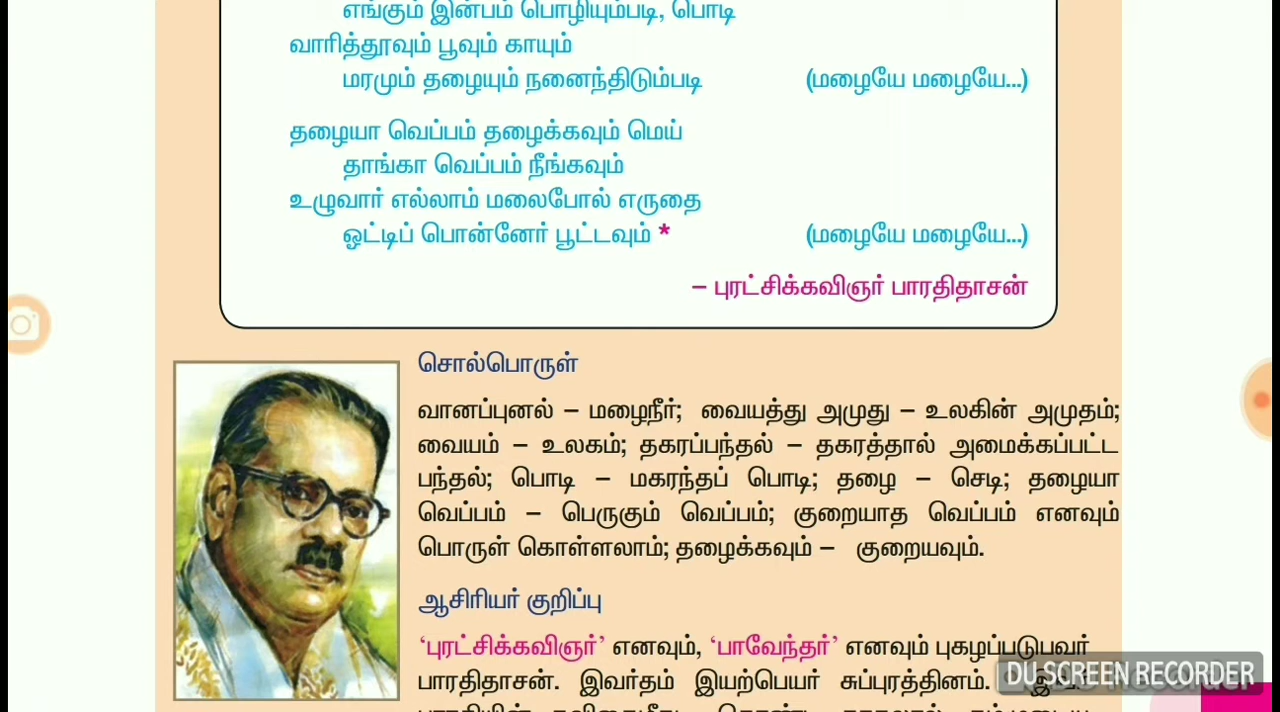 எங்கும் இன்பம் பொழியும்படி, பொடி
வாரித்தூவும் பூவும் காயும்
மரமும் தழையும் நனைந்திடும்படி (மழையே மழையே...)
தழையா வெப்பம் தழைக்கவும் மெய்
தாங்கா வெப்பம் நீங்கவும்
உழுவார் எல்லாம் மலைபோல் எருதை
ஓட்டிப் பொன்னேர் பூட்டவும் * (மழையே மழையே...)
– புரட்சிக்கவிஞர் பாரதிதாசன்
சொல்பொருள்
வானப்புனல் – மழைநீர்; வையத்து அமுது – உலகின் அமுதம்;
வையம் – உலகம்; தகரப்பந்தல் – தகரத்தால் அமைக்கப்பட்ட
பந்தல்; பொடி – மகரந்தப் பொடி; தழை – செடி; தழையா
வெப்பம் – பெருகும் வெப்பம்; குறையாத வெப்பம் எனவும்
பொருள் கொள்ளலாம்; தழைக்கவும் – குறையவும்.
ஆசிரியர் குறிப்பு
‘புரட்சிக்கவிஞர்’ எனவும், ‘பாவேந்தர்’ எனவும் புகழப்படுபவர்
பாரதிதாசன். இவர்தம் இயற்பெயர் சுப்புரத்தினம்.
DU SCREEN RECORDER